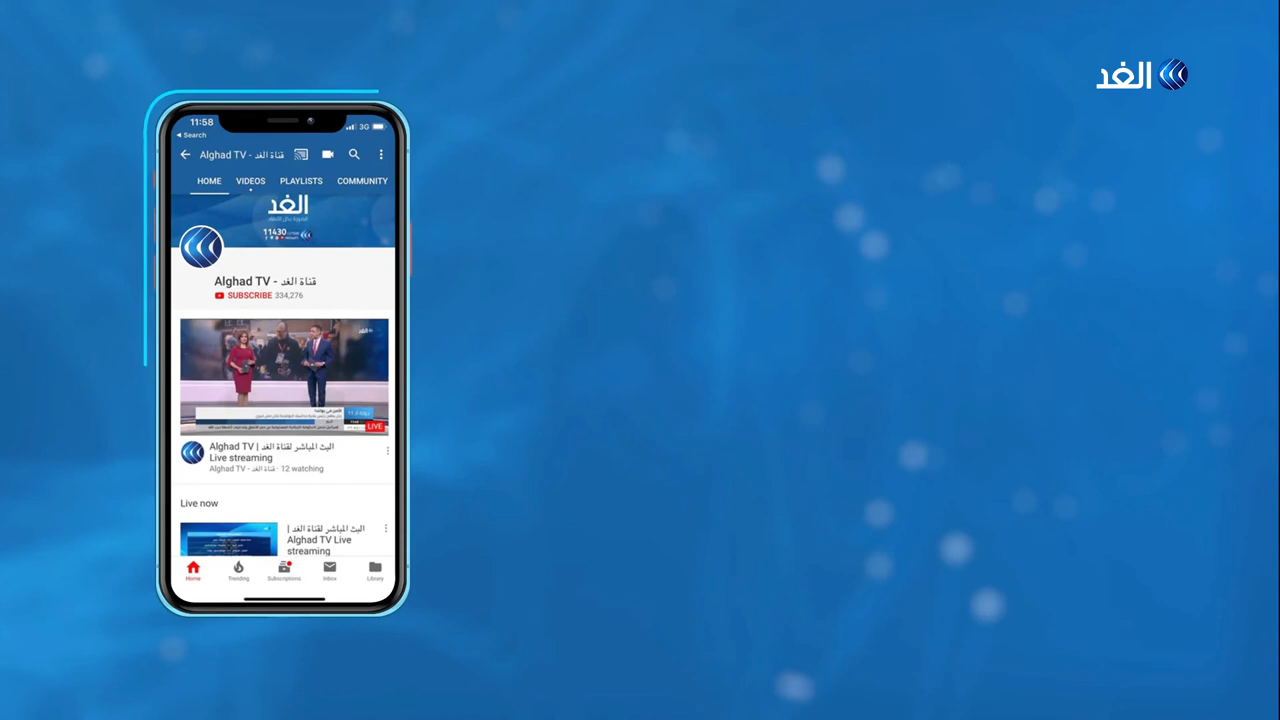 الغد
11:58
3G
Search
Alghad TV - قناة الغد
HOME VIDEOS PLAYLISTS COMMUNITY
الغد
11430
Alghad TV - قناة الغد
SUBSCRIBE 334,276
الغد
LIVE
البث المباشر لقناة الغد | Alghad TV
Live streaming
Alghad TV - قناة الغد · 12 watching
Live now
البث المباشر لقناة الغد |
Alghad TV Live
streaming
Home Trending Subscriptions Inbox Library